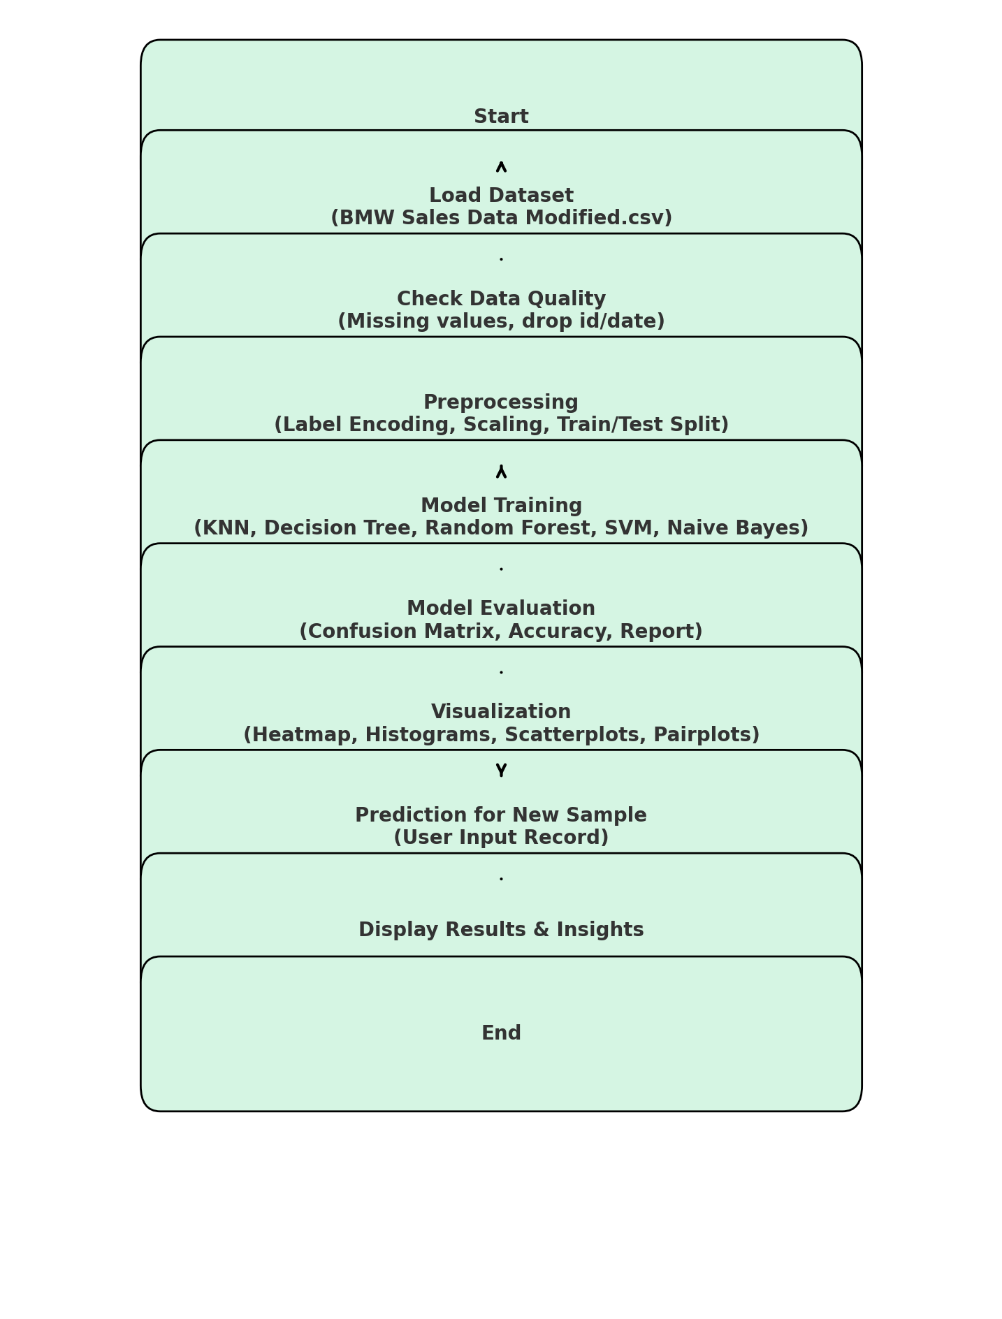 Start
Load Dataset
(BMW Sales Data Modified.csv)
Check Data Quality
(Missing values, drop id/date)
Preprocessing
(Label Encoding, Scaling, Train/Test Split)
Model Training
(KNN, Decision Tree, Random Forest, SVM, Naive Bayes)
Model Evaluation
(Confusion Matrix, Accuracy, Report)
Visualization
(Heatmap, Histograms, Scatterplots, Pairplots)
Prediction for New Sample
(User Input Record)
Display Results & Insights
End